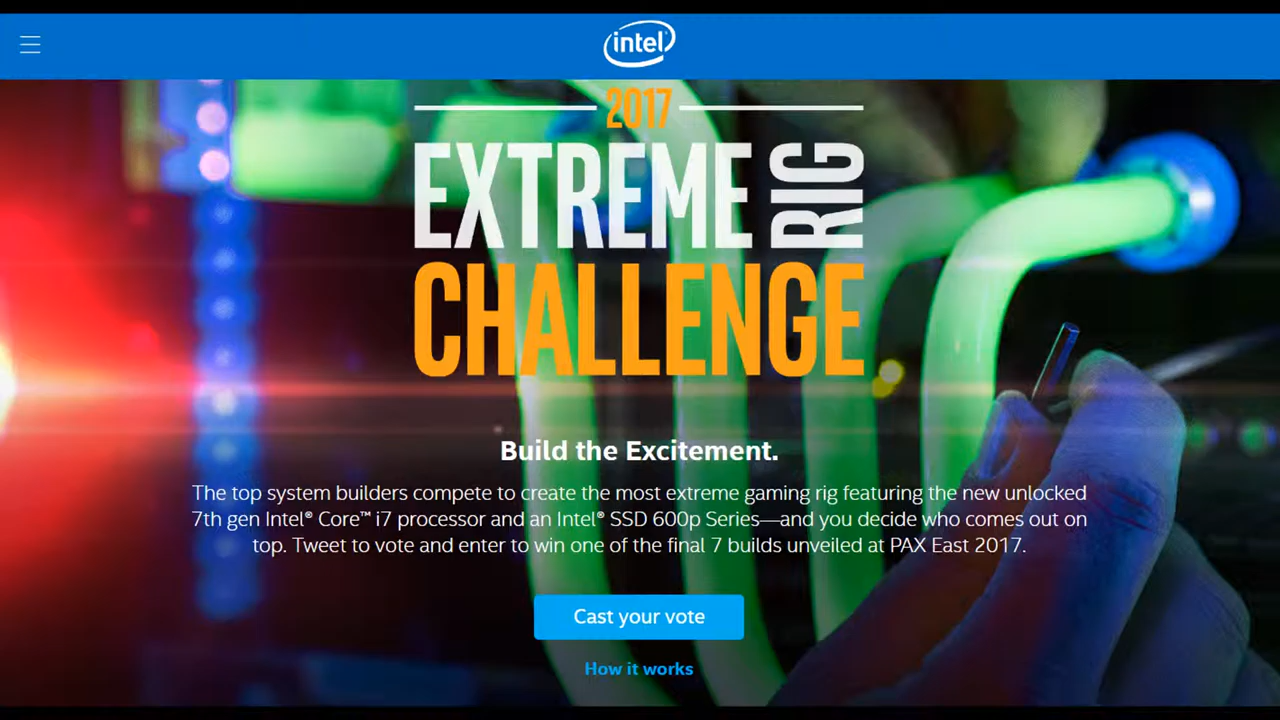 intel
2017
EXTREME RIG
CHALLENGE
Build the Excitement.
The top system builders compete to create the most extreme gaming rig featuring the new unlocked
7th gen Intel® Core™ i7 processor and an Intel® SSD 600p Series—and you decide who comes out on
top. Tweet to vote and enter to win one of the final 7 builds unveiled at PAX East 2017.
Cast your vote
How it works